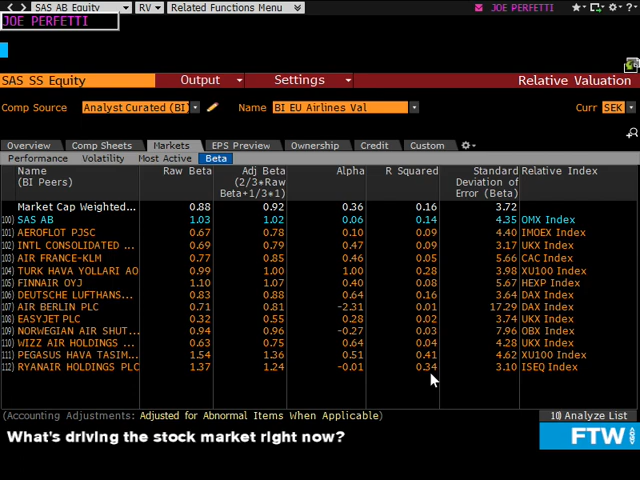 SAS AB Equity RV Related Functions Menu JOE PERFETTI
JOE PERFETTI
SAS SS Equity Output Settings Relative Valuation
Comp Source Analyst Curated (BI) Name BI EU Airlines Val Curr SEK
Overview Comp Sheets Markets EPS Preview Ownership Credit Custom
Performance Volatility Most Active Beta
Name Raw Beta Adj Beta Alpha R Squared Standard Relative Index
(BI Peers) (2/3*Raw Deviation of
Beta+1/3*1) Error (Beta)
Market Cap Weighted... 0.88 0.92 0.36 0.16 3.72
100) SAS AB 1.03 1.02 0.06 0.14 4.35 OMX Index
101) AEROFLOT PJSC 0.67 0.78 0.10 0.09 4.40 IMOEX Index
102) INTL CONSOLIDATED ... 0.69 0.79 0.47 0.09 3.17 UKX Index
103) AIR FRANCE-KLM 0.77 0.85 0.46 0.05 5.66 CAC Index
104) TURK HAVA YOLLARI AO 0.99 1.00 1.00 0.28 3.98 XU100 Index
105) FINNAIR OYJ 1.10 1.07 0.40 0.08 5.67 HEXP Index
106) DEUTSCHE LUFTHANS... 0.83 0.88 0.64 0.16 3.64 DAX Index
107) AIR BERLIN PLC 0.71 0.81 -2.31 0.01 17.29 DAX Index
108) EASYJET PLC 0.32 0.55 0.28 0.02 3.74 UKX Index
109) NORWEGIAN AIR SHUT... 0.94 0.96 -0.27 0.03 7.96 OBX Index
110) WIZZ AIR HOLDINGS ... 0.63 0.75 0.64 0.04 4.28 UKX Index
111) PEGASUS HAVA TASIM... 1.54 1.36 0.51 0.41 4.62 XU100 Index
112) RYANAIR HOLDINGS PLC 1.37 1.24 -0.01 0.34 3.10 ISEQ Index
(Accounting Adjustments: Adjusted for Abnormal Items When Applicable) 10) Analyze List
What's driving the stock market right now? FTW